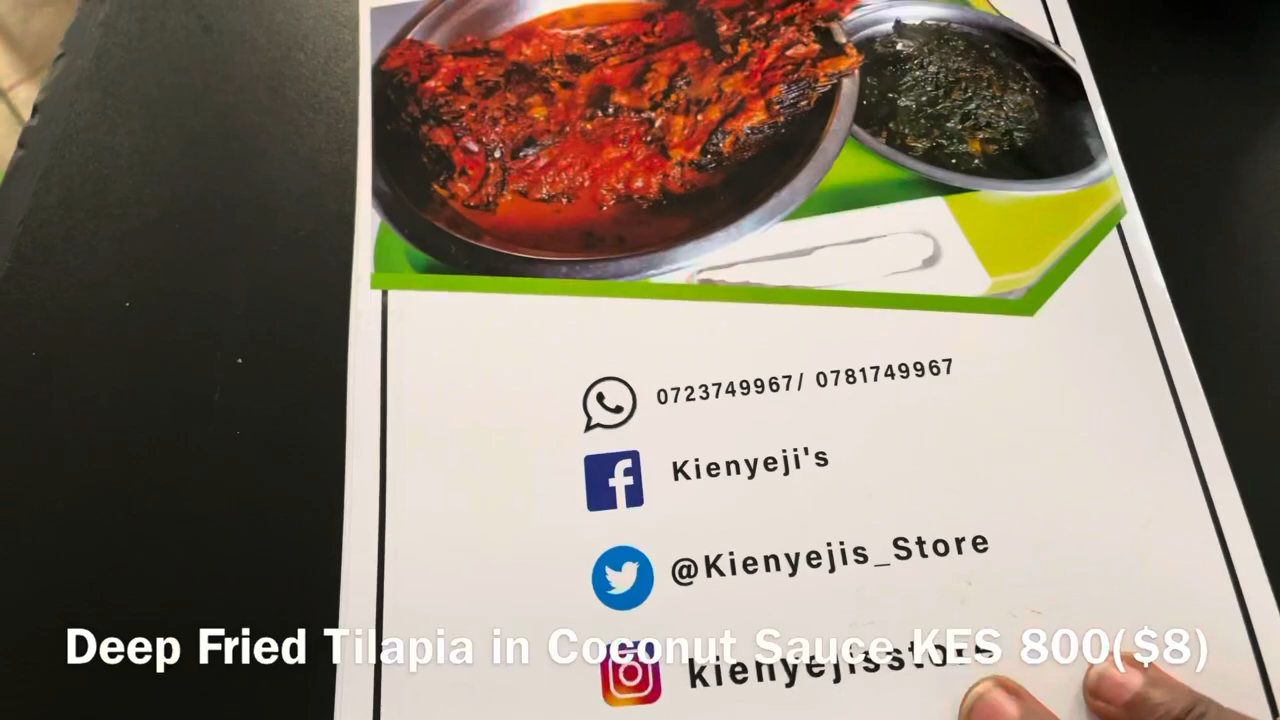 0723749967/ 0781749967
Kienyeji's
@Kienyejis_Store
kienyejisstore
Deep Fried Tilapia in Coconut Sauce KES 800($8)